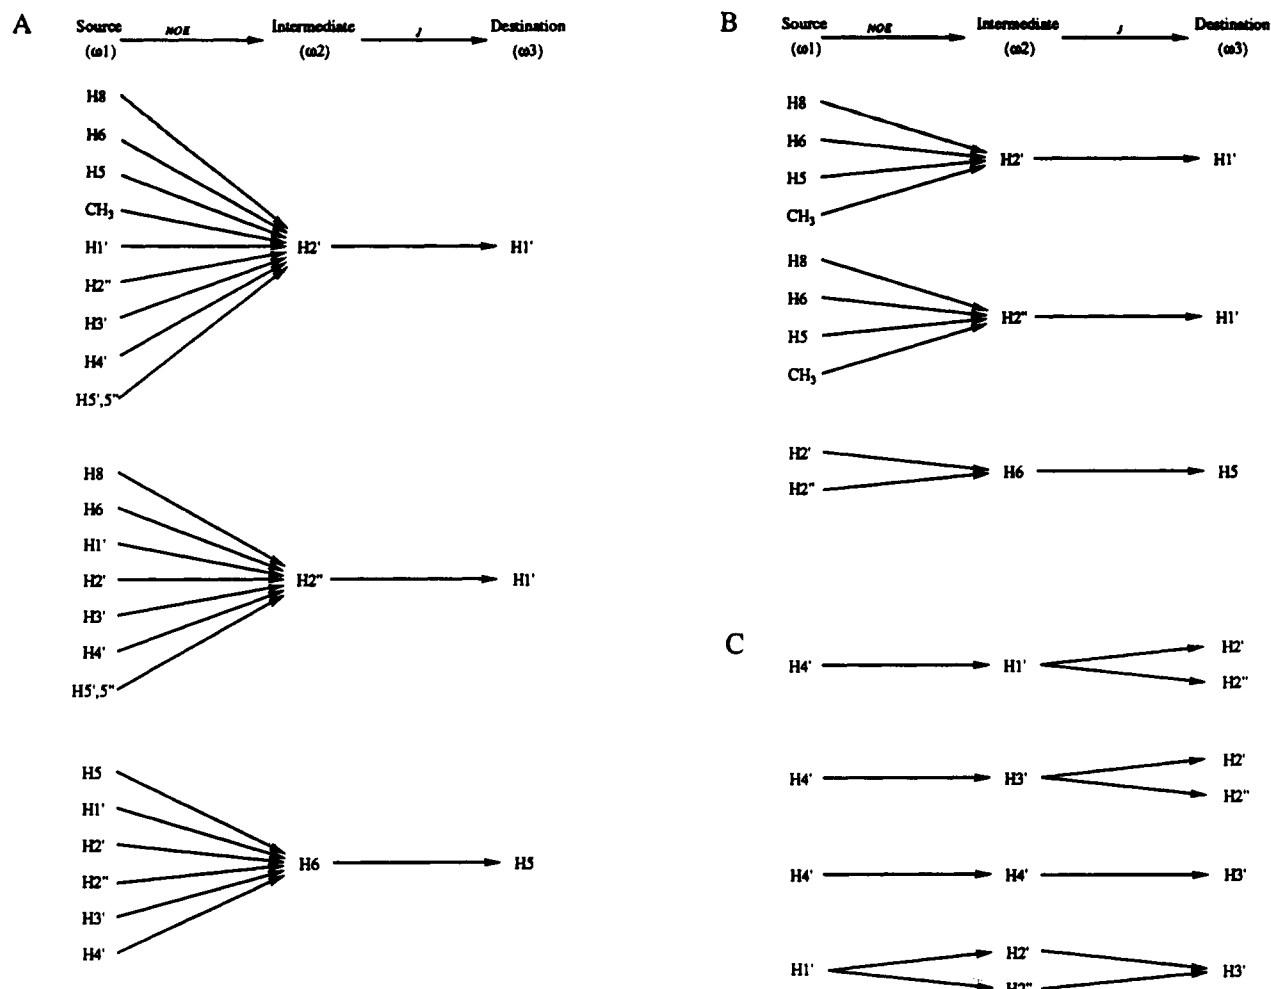 A
Source NOE Intermediate J Destination
(ω1) (ω2) (ω3)
H8
H6
H5
CH3
H1' H2' H1'
H2"
H3'
H4'
H5',5"
H8
H6
H1'
H2' H2" H1'
H3'
H4'
H5',5"
H5
H1'
H2'
H6 H5
H2"
H3'
H4'
B
Source NOE Intermediate J Destination
(ω1) (ω2) (ω3)
H8
H6
H2' H1'
H5
CH3
H8
H6
H2" H1'
H5
CH3
H2'
H6 H5
H2"
C
H2'
H4' H1'
H2"
H2'
H4' H3'
H2"
H4' H4' H3'
H2'
H1' H3'
H2"